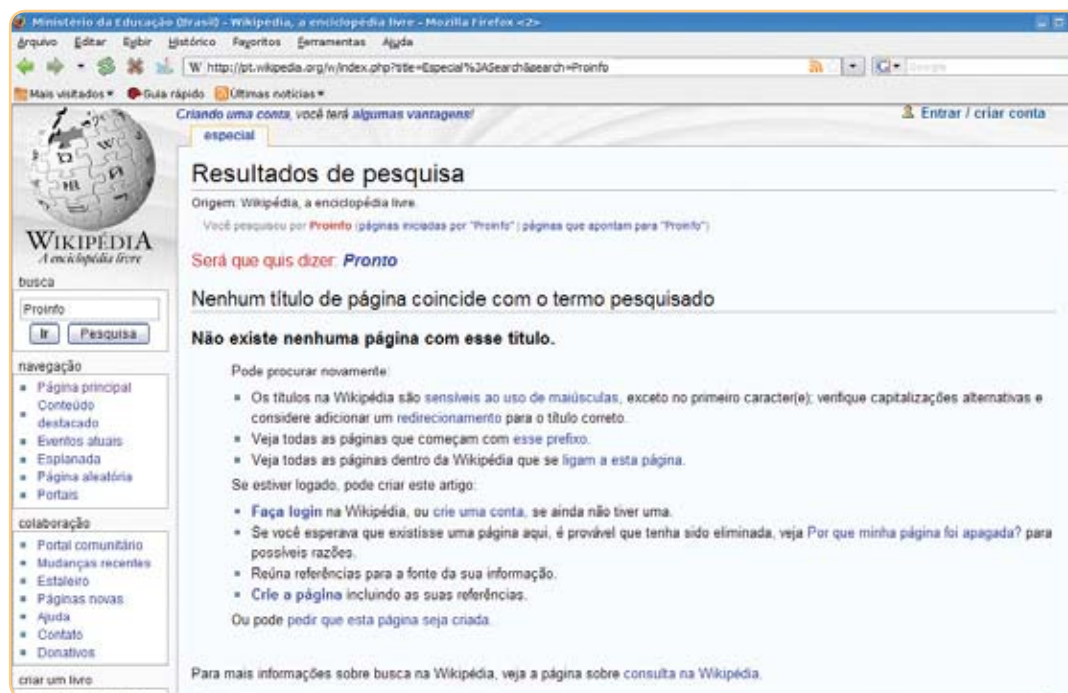 Ministério da Educação (Brasil) - Wikipédia, a enciclopédia livre - Mozilla Firefox <2>
Arquivo Editar Exibir Histórico Favoritos Ferramentas Ajuda
W http://pt.wikipedia.org/w/index.php?title=Especial%3ASearch&search=Proinfo
Google
Mais visitados Guia rápido Últimas notícias
Criando uma conta, você terá algumas vantagens!
Entrar / criar conta
especial
Resultados de pesquisa
Origem: Wikipédia, a enciclopédia livre.
Você pesquisou por Proinfo (páginas iniciadas por "Proinfo" | páginas que apontam para "Proinfo")
Será que quis dizer: Pronto
Nenhum título de página coincide com o termo pesquisado
Não existe nenhuma página com esse título.
Pode procurar novamente:
Os títulos na Wikipédia são sensíveis ao uso de maiúsculas, exceto no primeiro caracter(e); verifique capitalizações alternativas e
considere adicionar um redirecionamento para o título correto.
Veja todas as páginas que começam com esse prefixo.
Veja todas as páginas dentro da Wikipédia que se ligam a esta página.
Se estiver logado, pode criar este artigo:
Faça login na Wikipédia, ou crie uma conta, se ainda não tiver uma.
Se você esperava que existisse uma página aqui, é provável que tenha sido eliminada, veja Por que minha página foi apagada? para
possíveis razões.
Reúna referências para a fonte da sua informação.
Crie a página incluindo as suas referências.
Ou pode pedir que esta página seja criada.
Para mais informações sobre busca na Wikipédia, veja a página sobre consulta na Wikipédia.
WIKIPÉDIA
A enciclopédia livre
busca
Proinfo
Ir Pesquisa
navegação
Página principal
Conteúdo
destacado
Eventos atuais
Esplanada
Página aleatória
Portais
colaboração
Portal comunitário
Mudanças recentes
Estaleiro
Páginas novas
Ajuda
Contato
Donativos
criar um livro